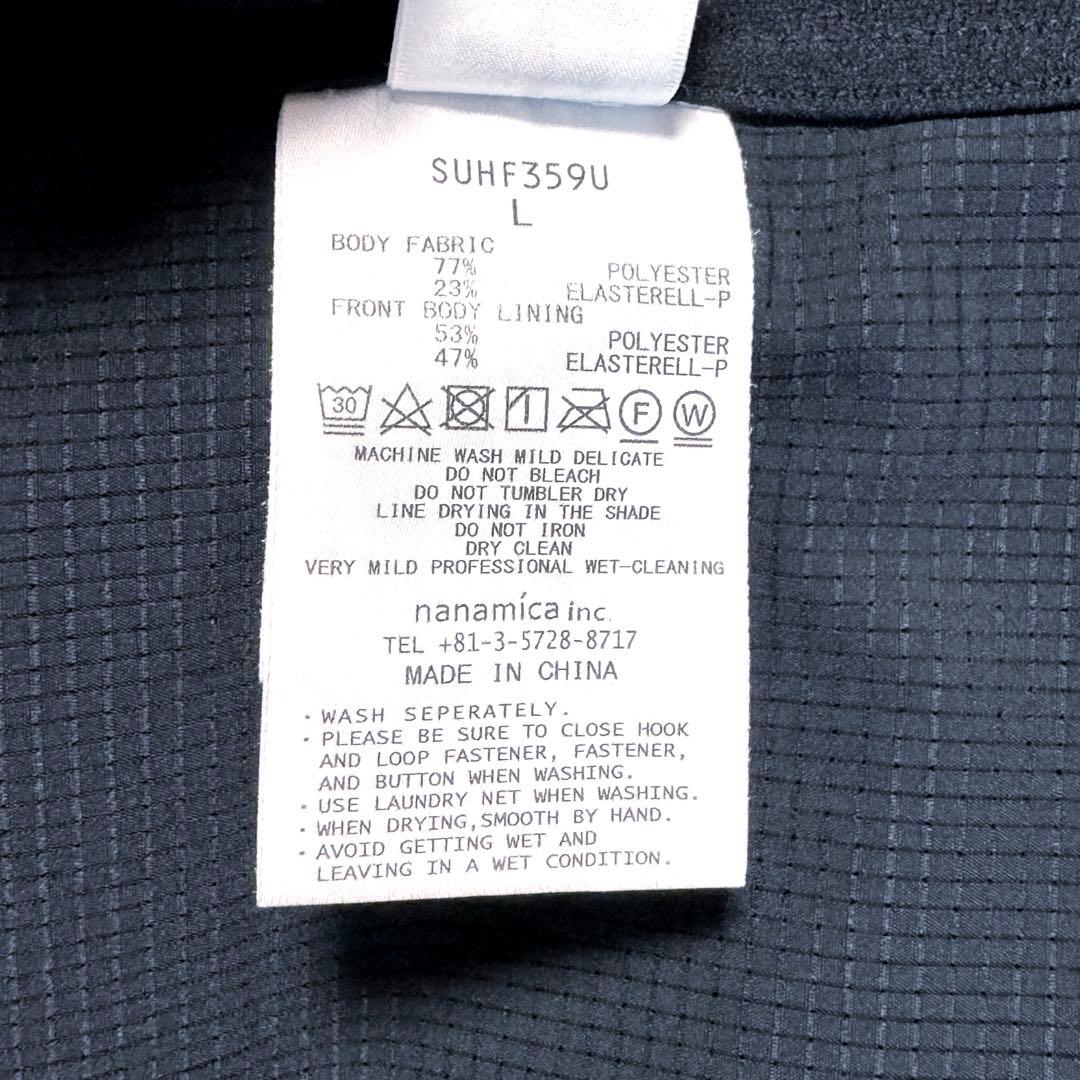 SUHF359U
L
BODY FABRIC
77% POLYESTER
23% ELASTERELL-P
FRONT BODY LINING
53% POLYESTER
47% ELASTERELL-P
30 F W
MACHINE WASH MILD DELICATE
DO NOT BLEACH
DO NOT TUMBLER DRY
LINE DRYING IN THE SHADE
DO NOT IRON
DRY CLEAN
VERY MILD PROFESSIONAL WET-CLEANING
nanamíca inc.
TEL +81-3-5728-8717
MADE IN CHINA
・WASH SEPERATELY.
・PLEASE BE SURE TO CLOSE HOOK
AND LOOP FASTENER, FASTENER,
AND BUTTON WHEN WASHING.
・USE LAUNDRY NET WHEN WASHING.
・WHEN DRYING,SMOOTH BY HAND.
・AVOID GETTING WET AND
LEAVING IN A WET CONDITION.